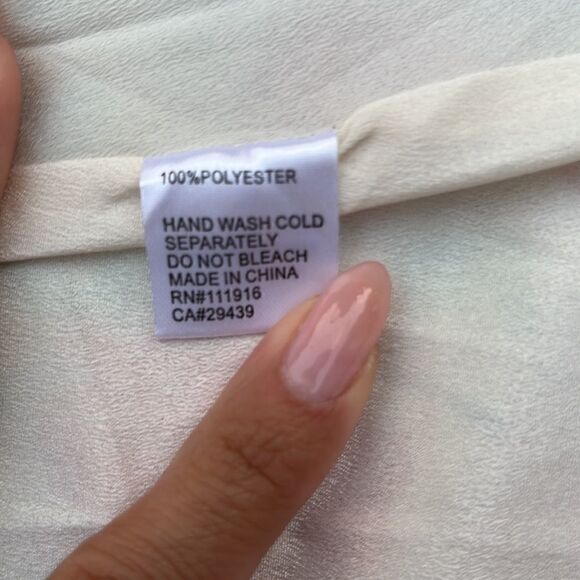 100%POLYESTER
HAND WASH COLD
SEPARATELY
DO NOT BLEACH
MADE IN CHINA
RN#111916
CA#29439